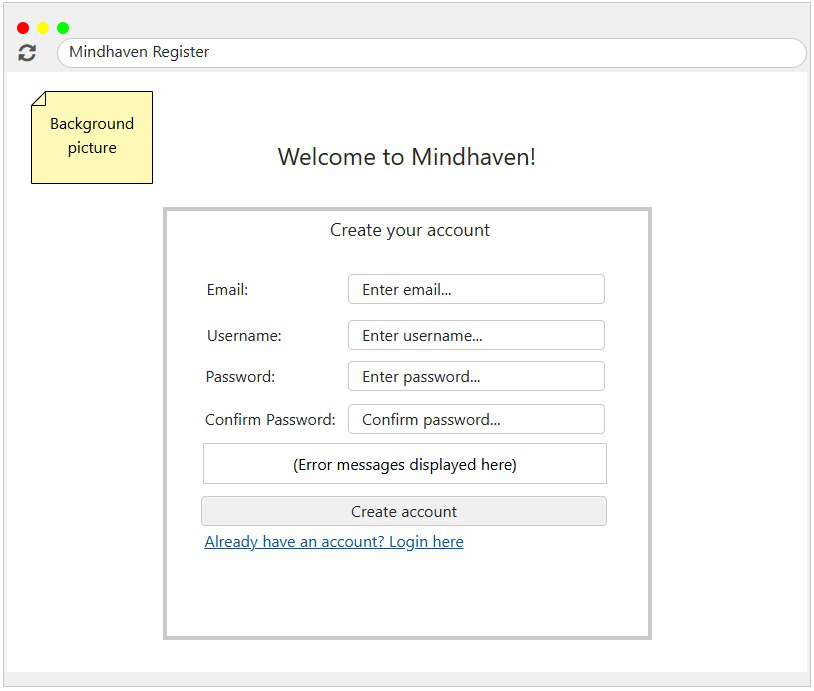 Mindhaven Register
Background
picture
Welcome to Mindhaven!
Create your account
Email:
Enter email...
Username:
Enter username...
Password:
Enter password...
Confirm Password:
Confirm password...
(Error messages displayed here)
Create account
Already have an account? Login here